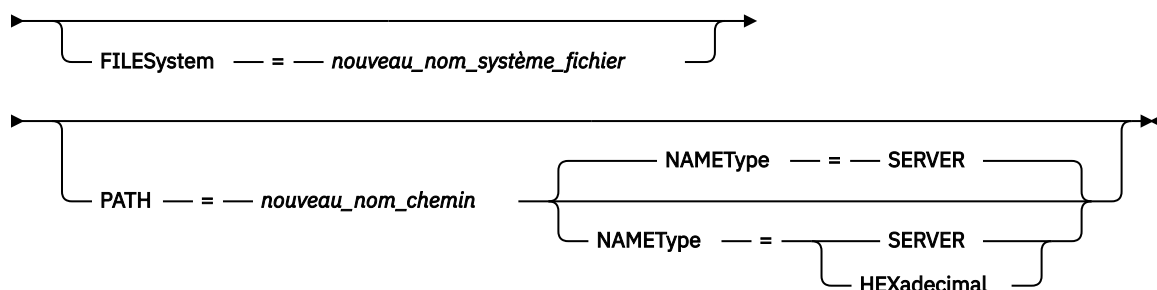 FILESystem = nouveau_nom_système_fichier
NAMEType = SERVER
PATH = nouveau_nom_chemin
NAMEType = SERVER
HEXadecimal